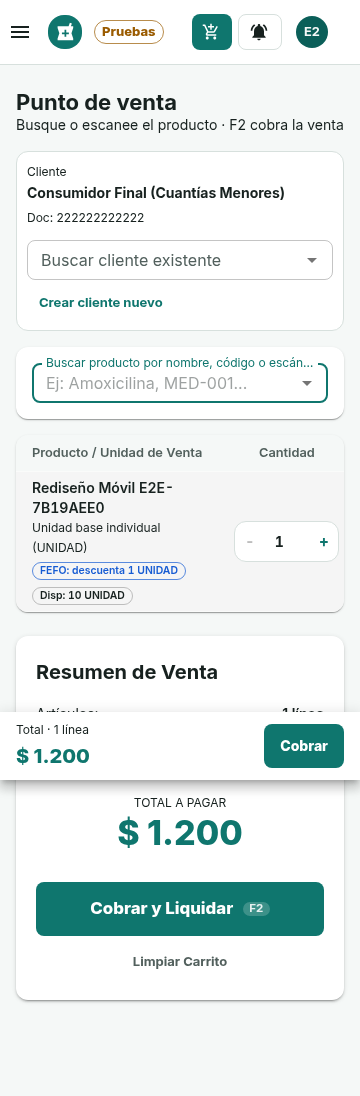 Pruebas
E2
Punto de venta
Busque o escanee el producto · F2 cobra la venta
Cliente
Consumidor Final (Cuantías Menores)
Doc: 222222222222
Buscar cliente existente
Crear cliente nuevo
Buscar producto por nombre, código o escán...
Ej: Amoxicilina, MED-001...
Producto / Unidad de Venta
Cantidad
Rediseño Móvil E2E-
7B19AEE0
Unidad base individual
(UNIDAD)
- 1 +
FEFO: descuenta 1 UNIDAD
Disp: 10 UNIDAD
Resumen de Venta
Total · 1 línea
$ 1.200
Cobrar
TOTAL A PAGAR
$ 1.200
Cobrar y Liquidar F2
Limpiar Carrito